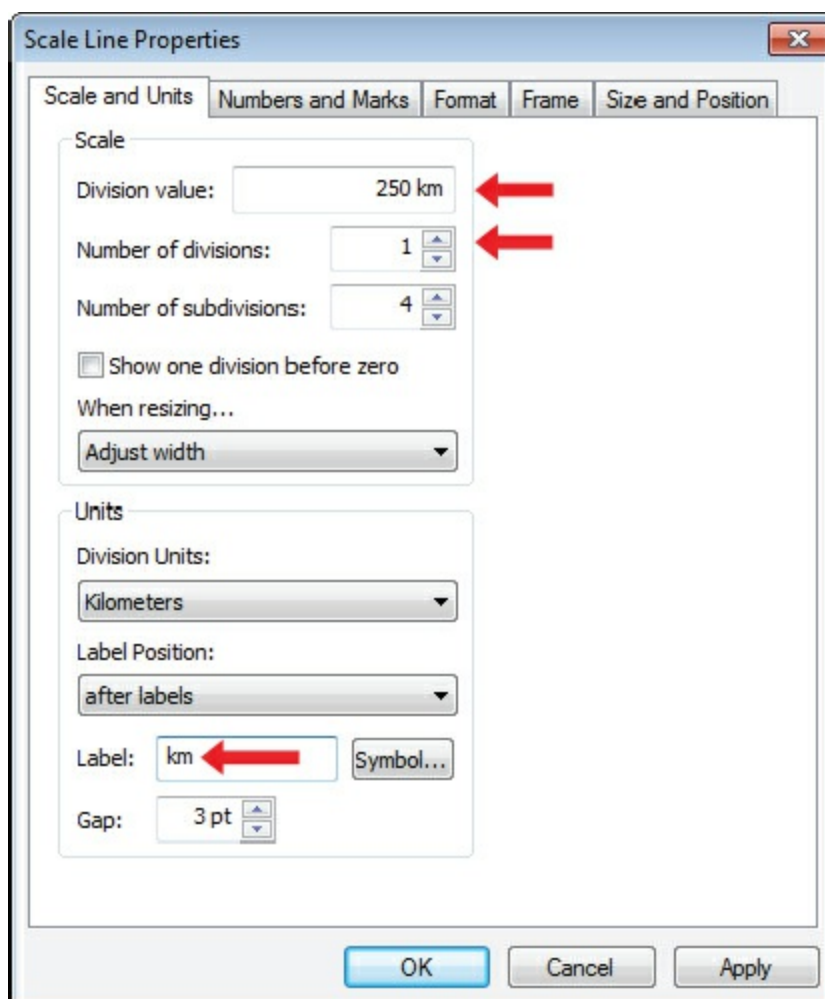 Scale Line Properties
Scale and Units Numbers and Marks Format Frame Size and Position
Scale
Division value: 250 km
Number of divisions: 1
Number of subdivisions: 4
Show one division before zero
When resizing...
Adjust width
Units
Division Units:
Kilometers
Label Position:
after labels
Label: km Symbol...
Gap: 3 pt
OK Cancel Apply